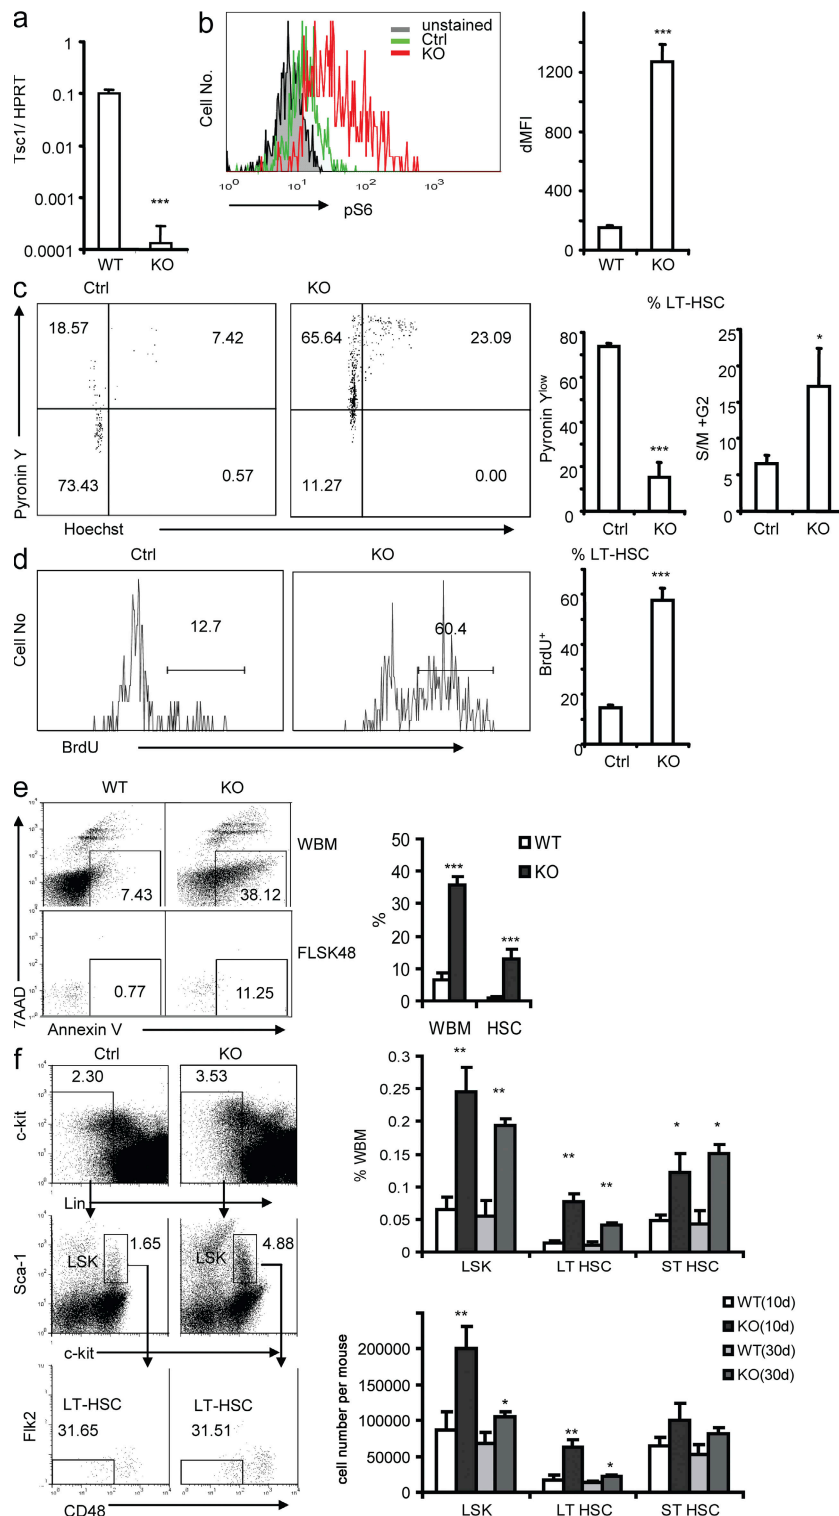 a
Tsc1/ HPRT
1
0.1
0.01
0.001
0.0001
***
WT KO
b
Cell No.
unstained
Ctrl
KO
10⁰ 10¹ 10² 10³
pS6
dMFI
1200
800
400
0
***
WT KO
c
Ctrl KO
Pyronin Y
18.57 7.42
73.43 0.57
65.64 23.09
11.27 0.00
Hoechst
% LT-HSC
Pyronin Yˡᵒʷ
80
60
40
20
0
***
Ctrl KO
S/M +G2
25
20
15
10
5
0
*
Ctrl KO
d
Ctrl KO
Cell No
12.7
60.4
BrdU
% LT-HSC
BrdU⁺
60
40
20
0
***
Ctrl KO
e
WT KO
WBM
7.43 38.12
FLSK48
0.77 11.25
7AAD
Annexin V
%
50
40
30
20
10
0
***
***
WT
KO
WBM HSC
f
Ctrl KO
2.30 3.53
c-kit
Lin
LSK 1.65
LSK 4.88
Sca-1
c-kit
LT-HSC
31.65
LT-HSC
31.51
Flk2
CD48
% WBM
0.3
0.25
0.2
0.15
0.1
0.05
0
**
**
**
**
*
*
LSK LT HSC ST HSC
WT(10d)
KO(10d)
WT(30d)
KO(30d)
cell number per mouse
200000
150000
100000
50000
0
**
*
**
*
LSK LT HSC ST HSC